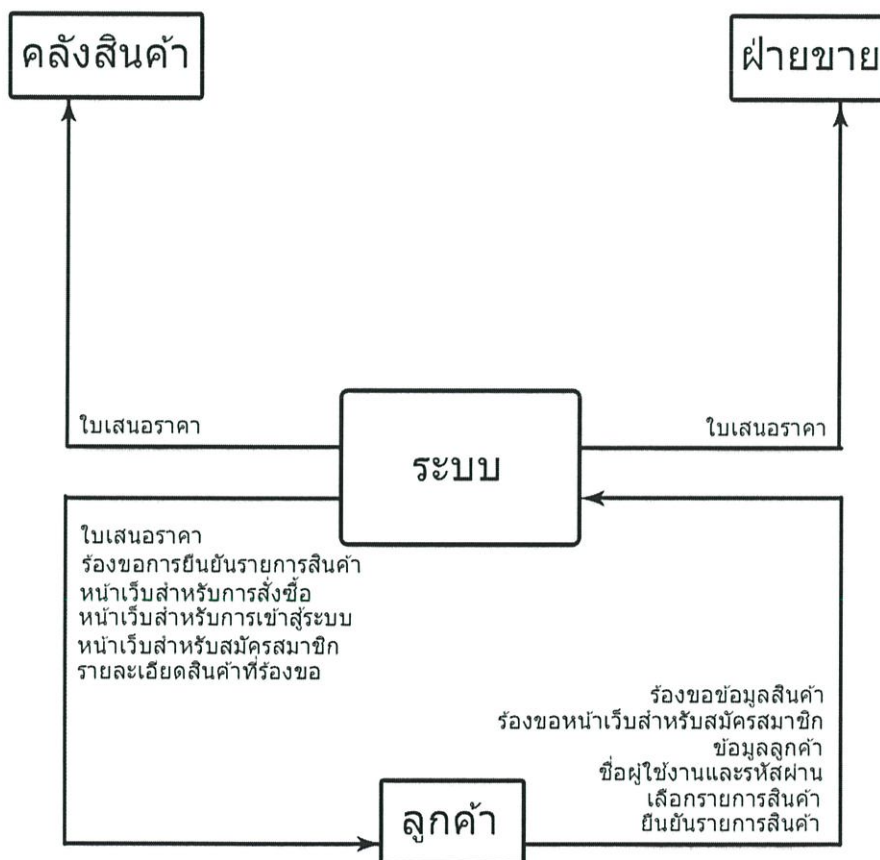 คลังสินค้า
ฝ่ายขาย
ใบเสนอราคา
ใบเสนอราคา
ระบบ
ใบเสนอราคา
ร้องขอการยืนยันรายการสินค้า
หน้าเว็บสำหรับการสั่งซื้อ
หน้าเว็บสำหรับการเข้าสู่ระบบ
หน้าเว็บสำหรับสมัครสมาชิก
รายละเอียดสินค้าที่ร้องขอ
ร้องขอข้อมูลสินค้า
ร้องขอหน้าเว็บสำหรับสมัครสมาชิก
ข้อมูลลูกค้า
ชื่อผู้ใช้งานและรหัสผ่าน
เลือกรายการสินค้า
ยืนยันรายการสินค้า
ลูกค้า